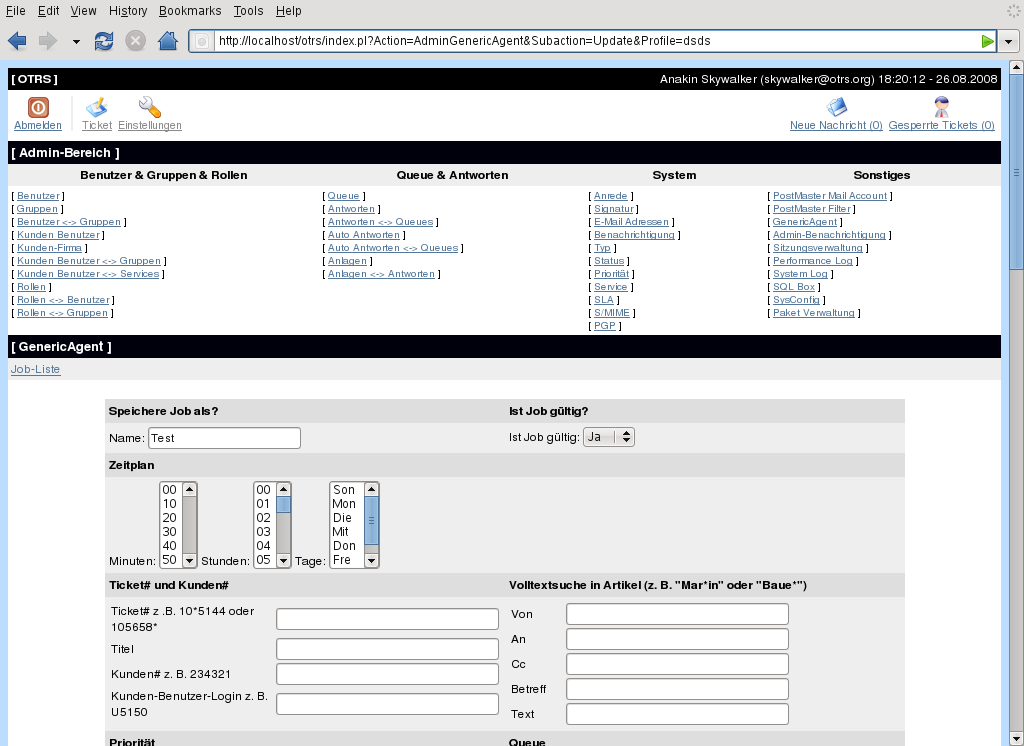 File Edit View History Bookmarks Tools Help
http://localhost/otrs/index.pl?Action=AdminGenericAgent&Subaction=Update&Profile=dsds
[ OTRS ] Anakin Skywalker (skywalker@otrs.org) 18:20:12 - 26.08.2008
Abmelden Ticket Einstellungen Neue Nachricht (0) Gesperrte Tickets (0)
[ Admin-Bereich ]
Benutzer & Gruppen & Rollen Queue & Antworten System Sonstiges
[ Benutzer ] [ Queue ] [ Anrede ] [ PostMaster Mail Account ]
[ Gruppen ] [ Antworten ] [ Signatur ] [ PostMaster Filter ]
[ Benutzer <-> Gruppen ] [ Antworten <-> Queues ] [ E-Mail Adressen ] [ GenericAgent ]
[ Kunden Benutzer ] [ Auto Antworten ] [ Benachrichtigung ] [ Admin-Benachrichtigung ]
[ Kunden-Firma ] [ Auto Antworten <-> Queues ] [ Typ ] [ Sitzungsverwaltung ]
[ Kunden Benutzer <-> Gruppen ] [ Anlagen ] [ Status ] [ Performance Log ]
[ Kunden Benutzer <-> Services ] [ Anlagen <-> Antworten ] [ Priorität ] [ System Log ]
[ Rollen ] [ Service ] [ SQL Box ]
[ Rollen <-> Benutzer ] [ SLA ] [ SysConfig ]
[ Rollen <-> Gruppen ] [ S/MIME ] [ Paket Verwaltung ]
[ PGP ]
[ GenericAgent ]
Job-Liste
Speichere Job als? Ist Job gültig?
Name: Test Ist Job gültig: Ja
Zeitplan
00 00 Son
10 01 Mon
20 02 Die
30 03 Mit
40 04 Don
Minuten: 50 Stunden: 05 Tage: Fre
Ticket# und Kunden# Volltextsuche in Artikel (z. B. "Mar*in" oder "Baue*")
Ticket# z .B. 10*5144 oder
105658*
Von
An
Titel
Cc
Kunden# z. B. 234321
Betreff
Kunden-Benutzer-Login z. B.
U5150
Text
Priorität Queue